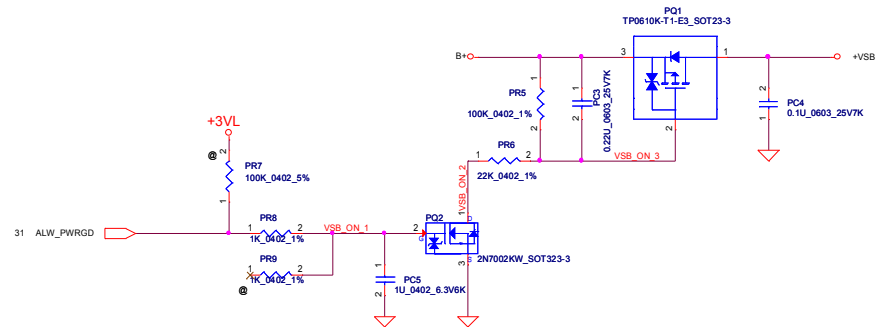 PQ1
TP0610K-T1-E3_SOT23-3
B+
3
1
+VSB
2
PR5
100K_0402_1%
1
2
PC3
0.22U_0603_25V7K
1
2
PC4
0.1U_0603_25V7K
2
1
+3VL
@
2
PR7
100K_0402_5%
1
PR6
1
2
22K_0402_1%
VSB_ON_3
VSB_ON_2
31 ALW_PWRGD
PR8
1
2
1K_0402_1%
VSB_ON_1
PQ2
2
G
1
D
S
3
2N7002KW_SOT323-3
PR9
1
2
1K_0402_1%
@
PC5
1U_0402_6.3V6K
1
2